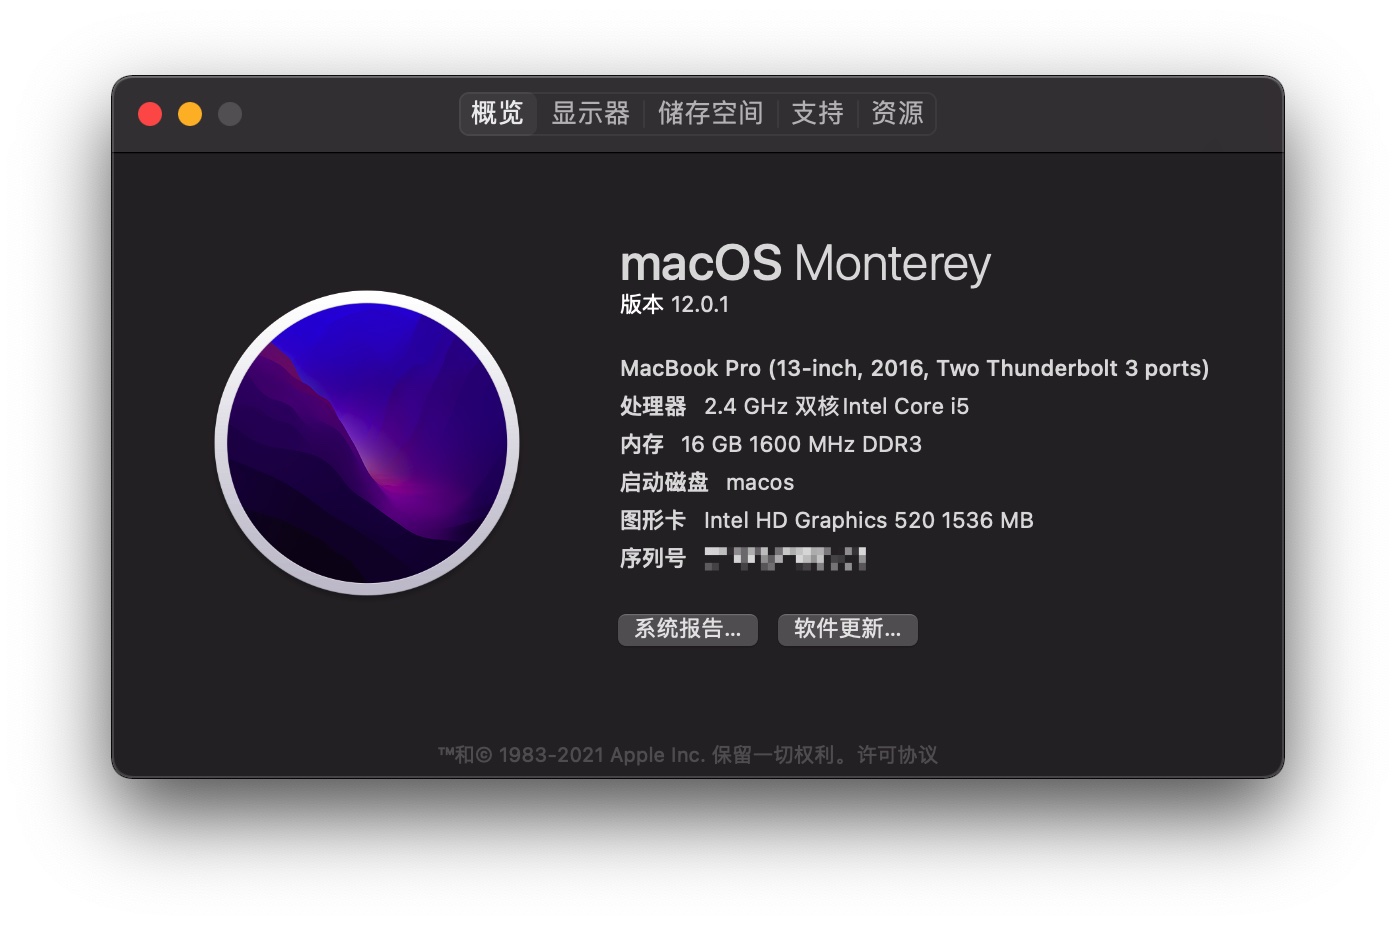 概览 显示器 储存空间 支持 资源
macOS Monterey
版本 12.0.1
MacBook Pro (13-inch, 2016, Two Thunderbolt 3 ports)
处理器 2.4 GHz 双核Intel Core i5
内存 16 GB 1600 MHz DDR3
启动磁盘 macos
图形卡 Intel HD Graphics 520 1536 MB
序列号
系统报告... 软件更新...
™和© 1983-2021 Apple Inc. 保留一切权利。许可协议